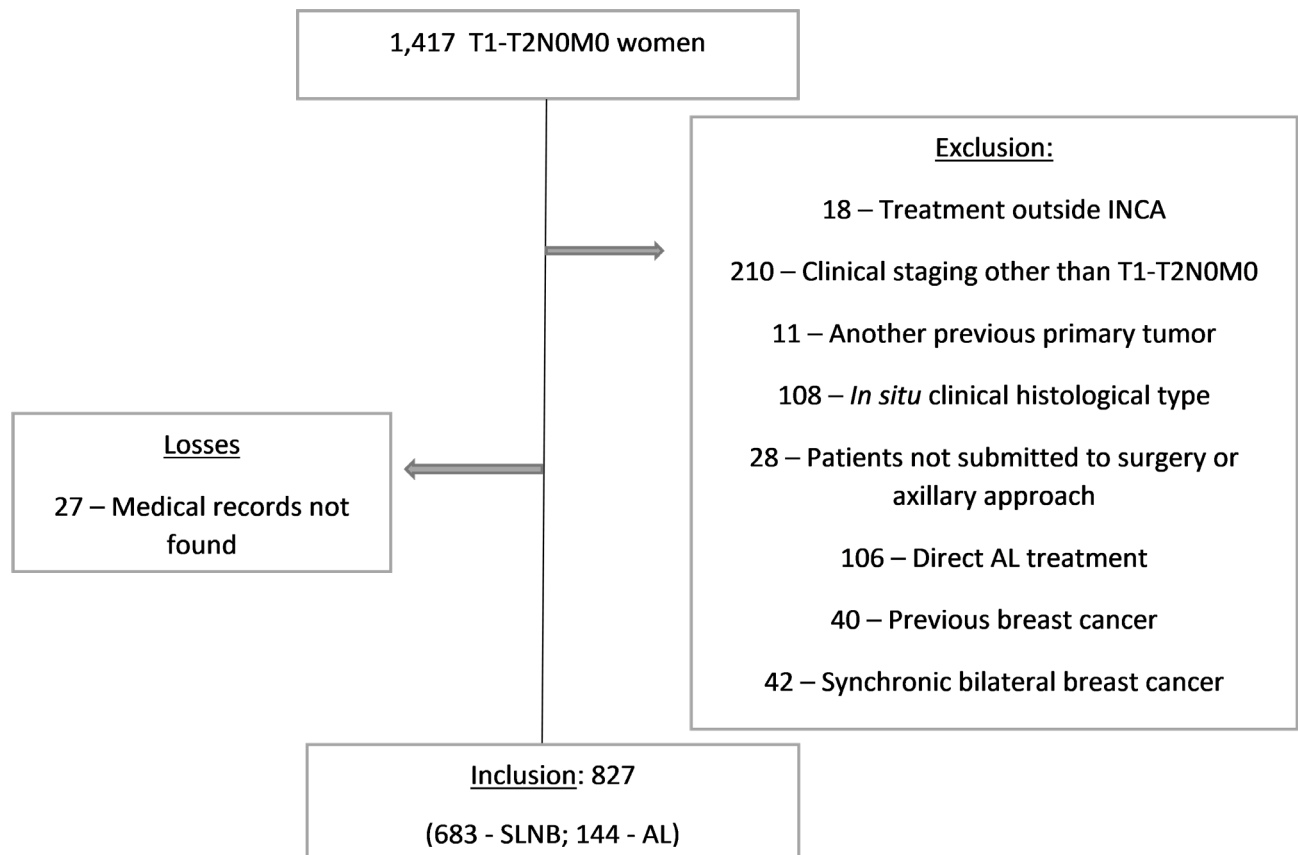 1,417 T1-T2N0M0 women
Exclusion:
18 – Treatment outside INCA
210 – Clinical staging other than T1-T2N0M0
11 – Another previous primary tumor
108 – In situ clinical histological type
28 – Patients not submitted to surgery or
axillary approach
106 – Direct AL treatment
40 – Previous breast cancer
42 – Synchronic bilateral breast cancer
Losses
27 – Medical records not
found
Inclusion: 827
(683 - SLNB; 144 - AL)